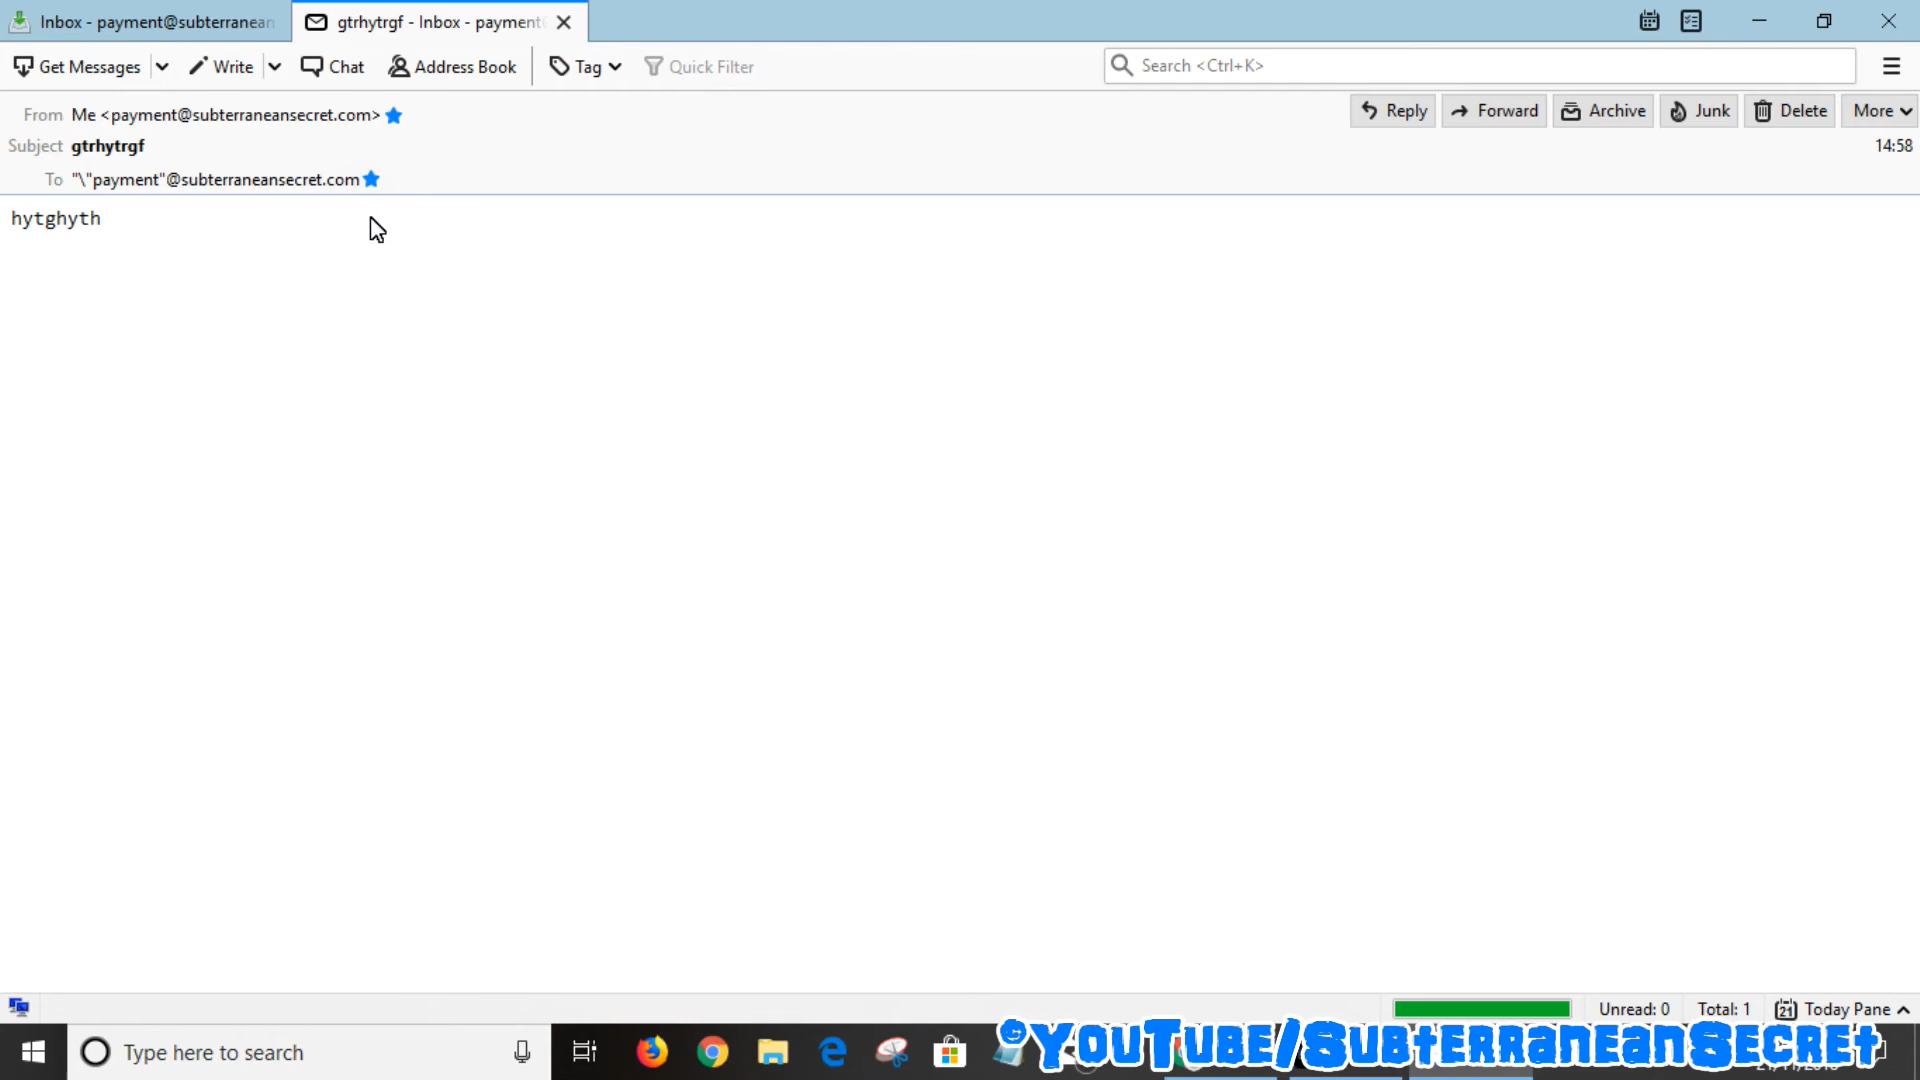 Inbox - payment@subterranean
gtrhytrgf - Inbox - payment@
Get Messages
Write
Chat
Address Book
Tag
Quick Filter
Search <Ctrl+K>
From Me <payment@subterraneansecret.com>
Reply
Forward
Archive
Junk
Delete
More
Subject gtrhytrgf
14:58
To "\"payment"@subterraneansecret.com
hytghyth
Unread: 0
Total: 1
21
Today Pane
Type here to search
©YouTube/SubterraneanSecret